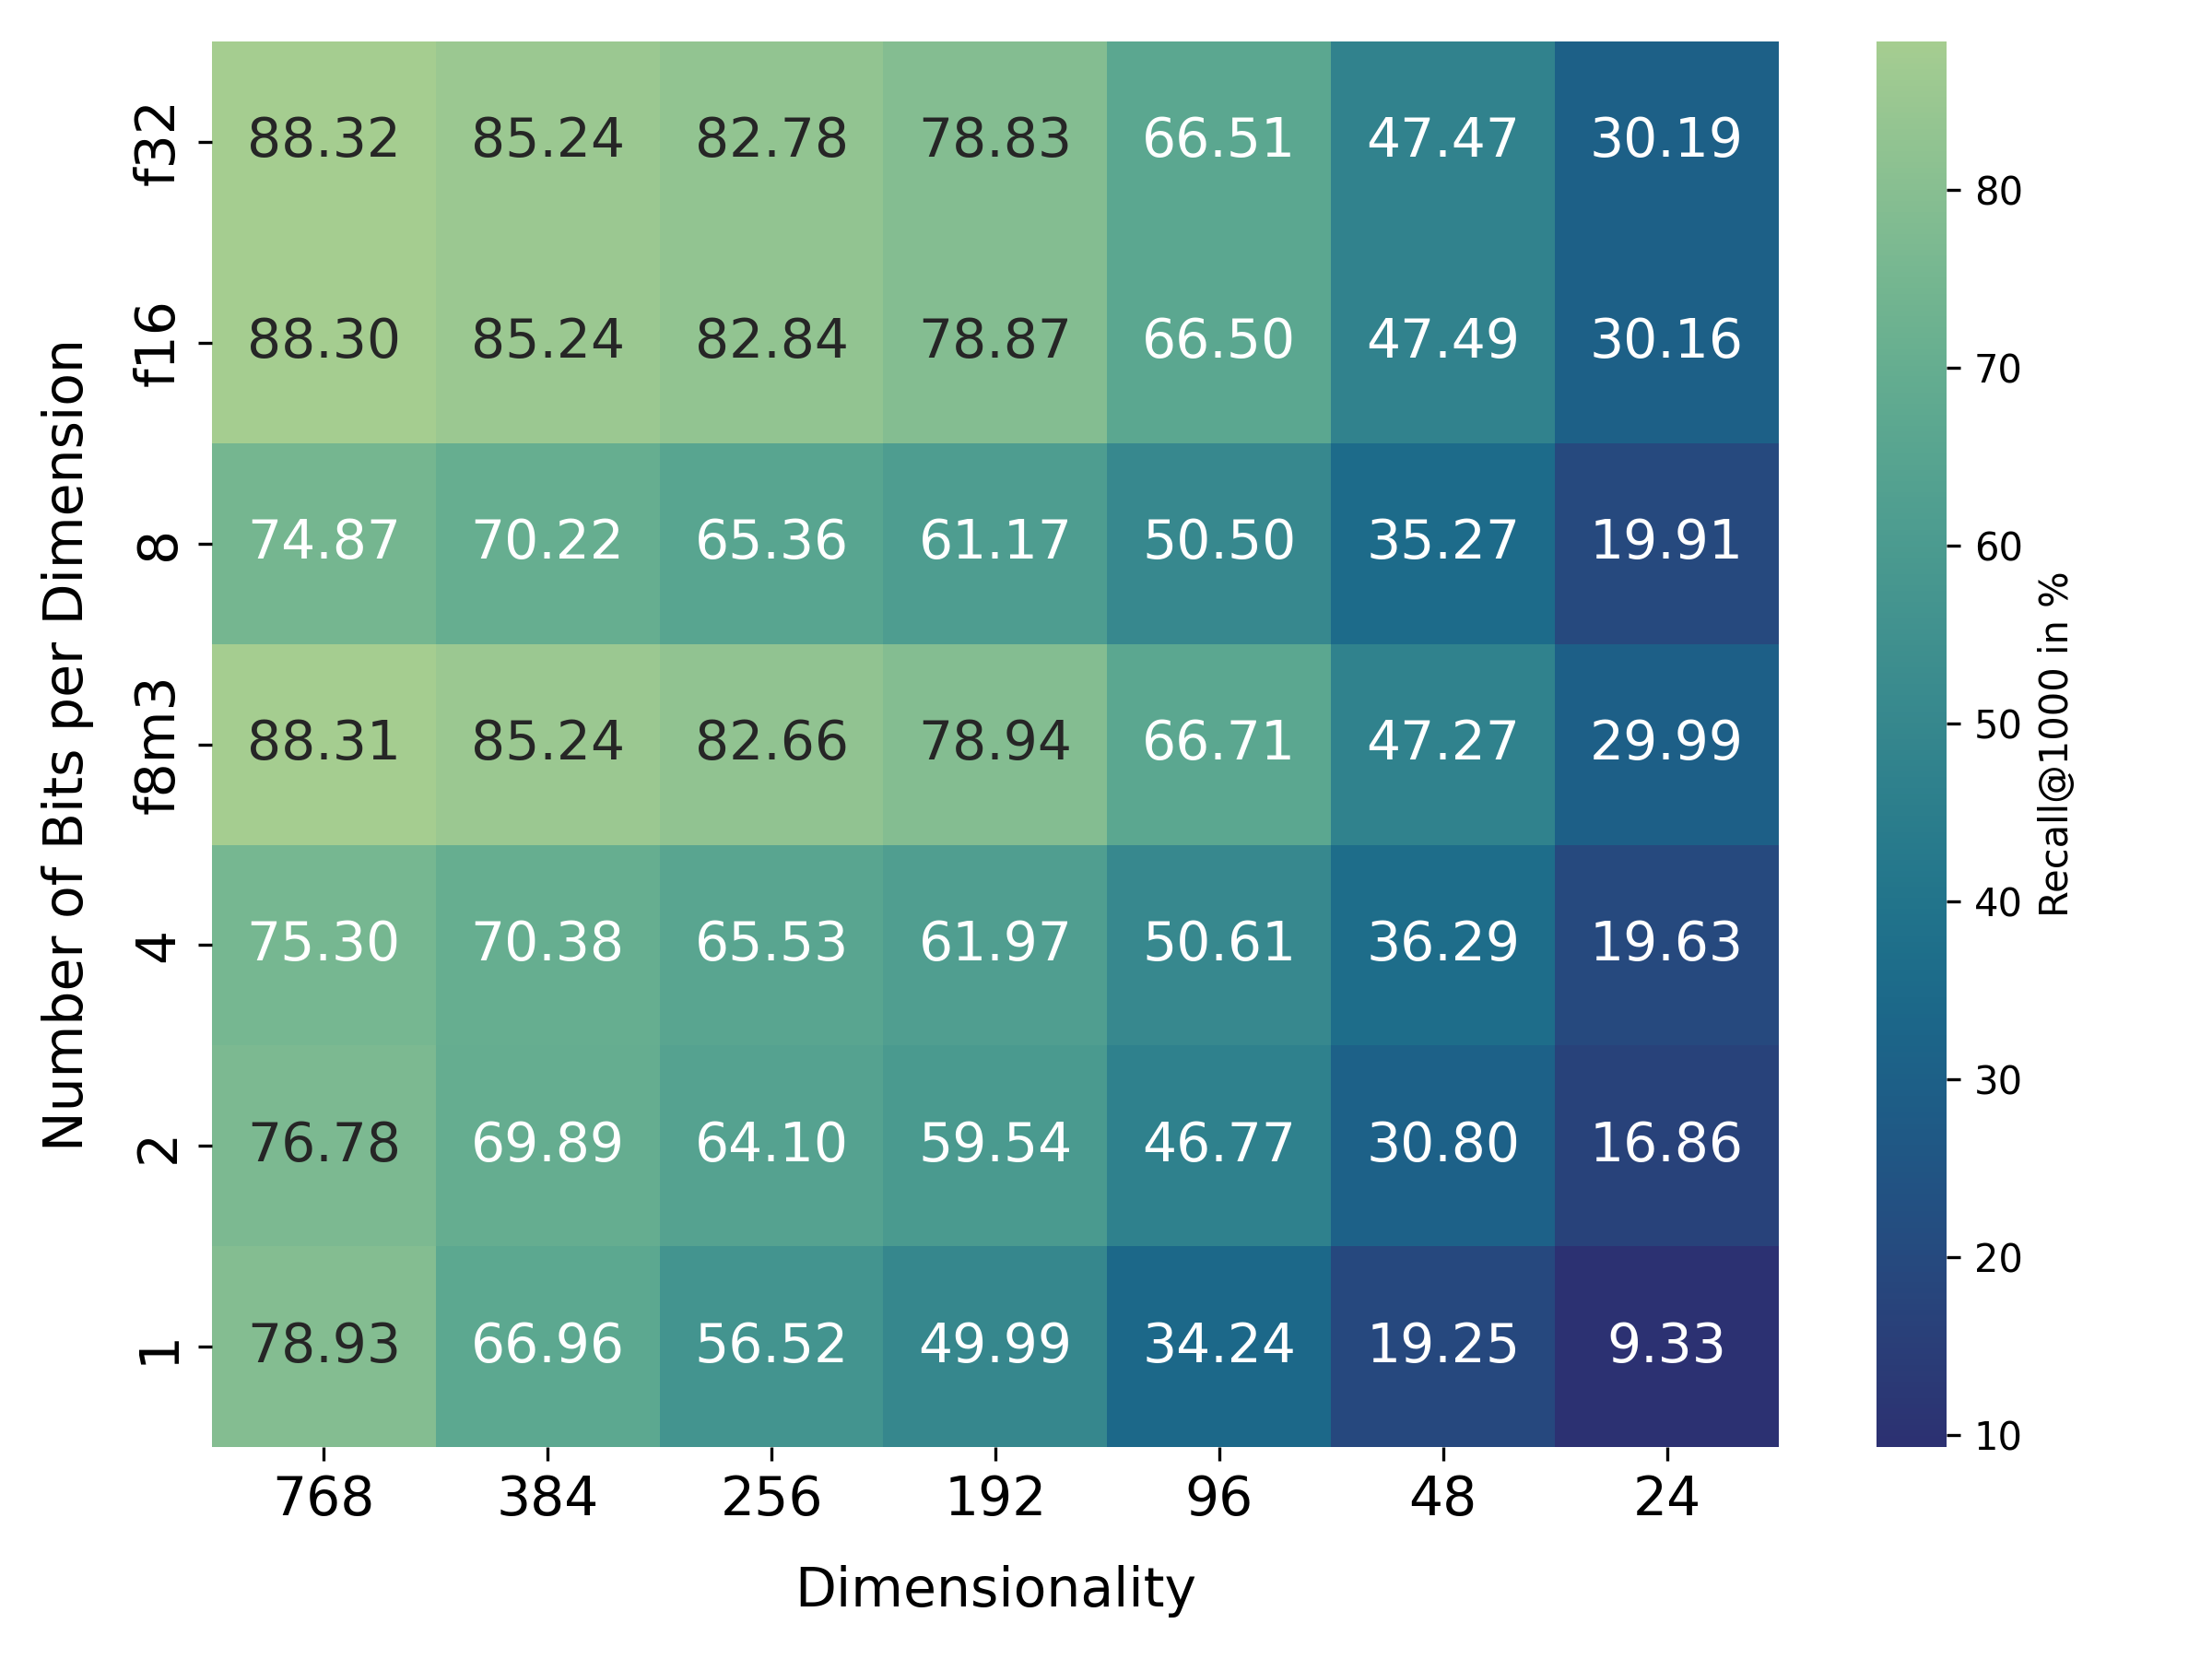 Number of Bits per Dimension
f32 88.32 85.24 82.78 78.83 66.51 47.47 30.19
f16 88.30 85.24 82.84 78.87 66.50 47.49 30.16
8 74.87 70.22 65.36 61.17 50.50 35.27 19.91
f8m3 88.31 85.24 82.66 78.94 66.71 47.27 29.99
4 75.30 70.38 65.53 61.97 50.61 36.29 19.63
2 76.78 69.89 64.10 59.54 46.77 30.80 16.86
1 78.93 66.96 56.52 49.99 34.24 19.25 9.33
768 384 256 192 96 48 24
Dimensionality
80
70
60
50
40
30
20
10
Recall@1000 in %